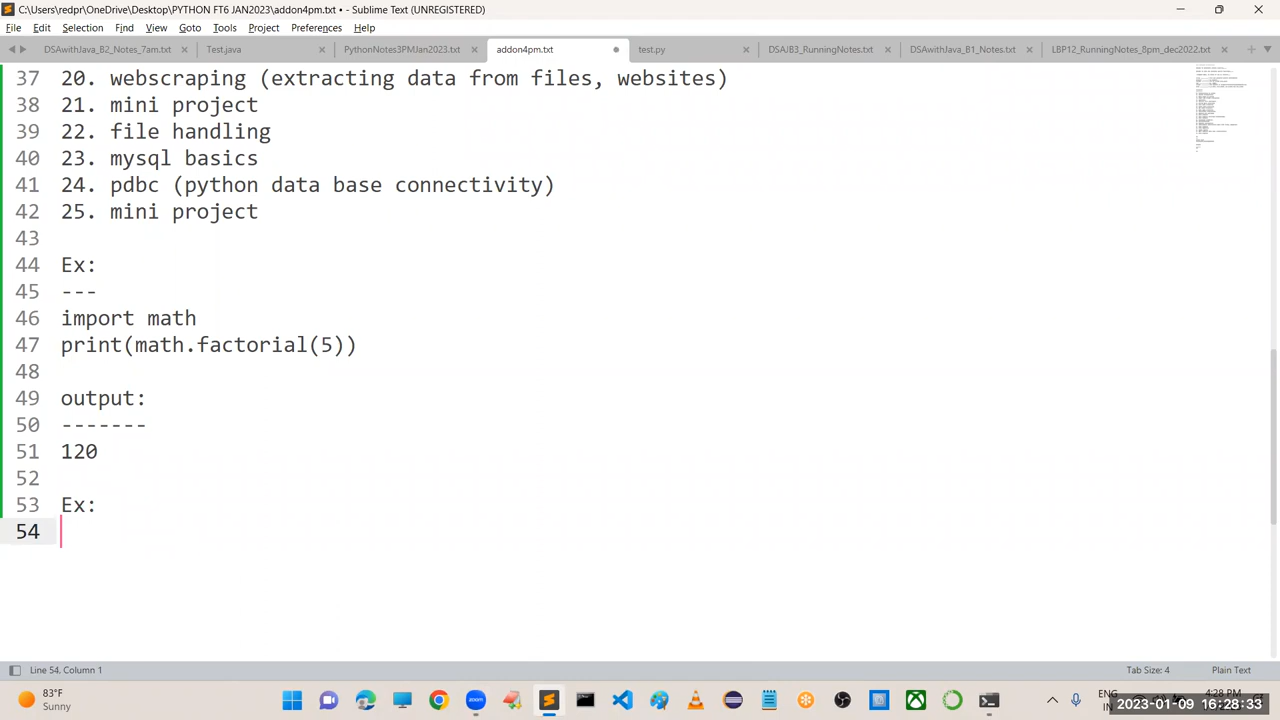 C:\Users\redpr\OneDrive\Desktop\PYTHON FT6 JAN2023\addon4pm.txt • - Sublime Text (UNREGISTERED)
File Edit Selection Find View Goto Tools Project Preferences Help
DSAwithJava_B2_Notes_7am.txt Test.java PythonNotes3PMJan2023.txt addon4pm.txt test.py DSAJB3_RunningNotes.txt DSAwithJava_B1_Notes.txt LBP12_RunningNotes_8pm_dec2022.txt
37 20. webscraping (extracting data from files, websites)
38 21. mini project
39 22. file handling
40 23. mysql basics
41 24. pdbc (python data base connectivity)
42 25. mini project
43
44 Ex:
45 ---
46 import math
47 print(math.factorial(5))
48
49 output:
50 -------
51 120
52
53 Ex:
54
Line 54, Column 1 Tab Size: 4 Plain Text
83°F
Sunny
zoom
ENG
IN
4:28 PM
2023-01-09 16:28:33